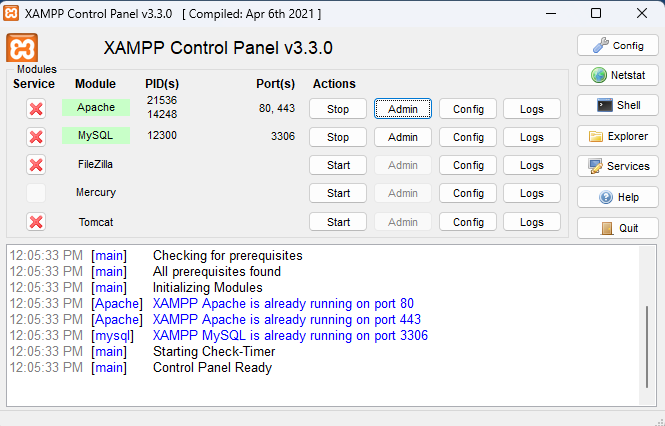 XAMPP Control Panel v3.3.0 [ Compiled: Apr 6th 2021 ]
XAMPP Control Panel v3.3.0
Config
Modules
Service Module PID(s) Port(s) Actions
Netstat
Apache 21536 14248 80, 443 Stop Admin Config Logs
Shell
MySQL 12300 3306 Stop Admin Config Logs
Explorer
FileZilla Start Admin Config Logs
Services
Mercury Start Admin Config Logs
Help
Tomcat Start Admin Config Logs
Quit
12:05:33 PM [main] Checking for prerequisites
12:05:33 PM [main] All prerequisites found
12:05:33 PM [main] Initializing Modules
12:05:33 PM [Apache] XAMPP Apache is already running on port 80
12:05:33 PM [Apache] XAMPP Apache is already running on port 443
12:05:33 PM [mysql] XAMPP MySQL is already running on port 3306
12:05:33 PM [main] Starting Check-Timer
12:05:33 PM [main] Control Panel Ready